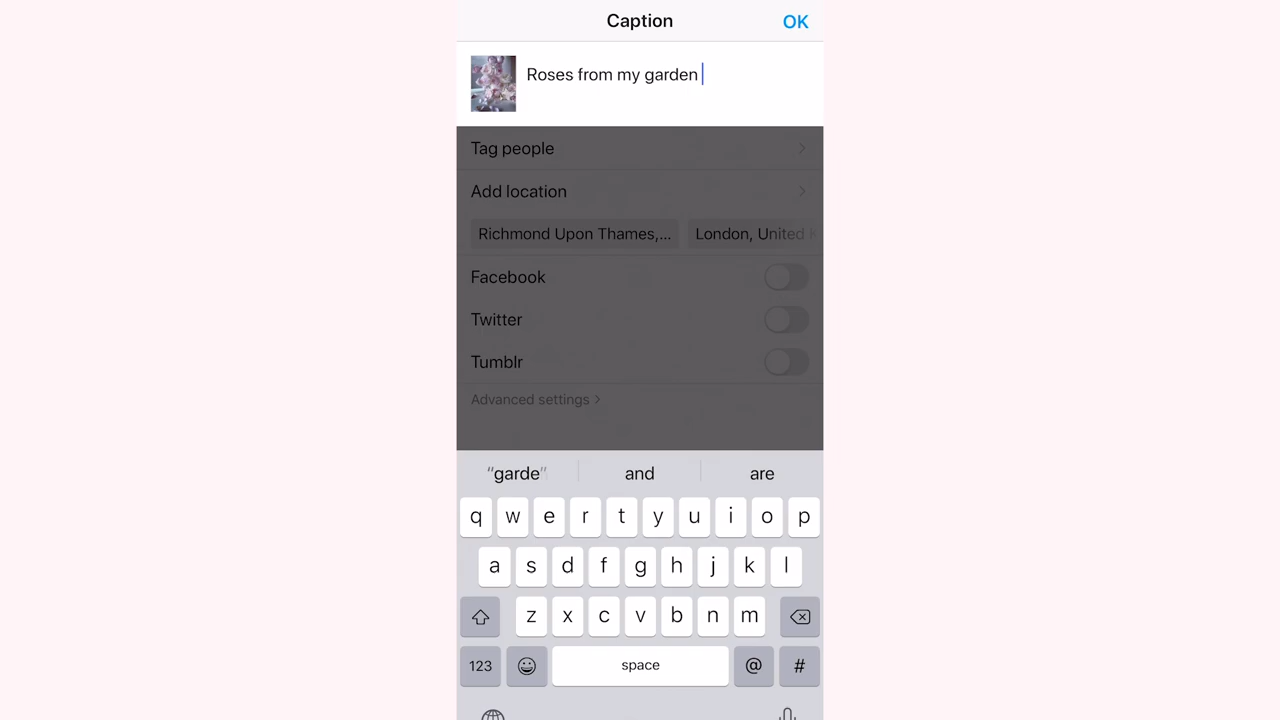 Caption
OK
Roses from my garden
Tag people
Add location
Richmond Upon Thames,...
London, United
Facebook
Twitter
Tumblr
Advanced settings >
"garde" and are
q w e r t y u i o p
a s d f g h j k l
z x c v b n m
123 space @ #